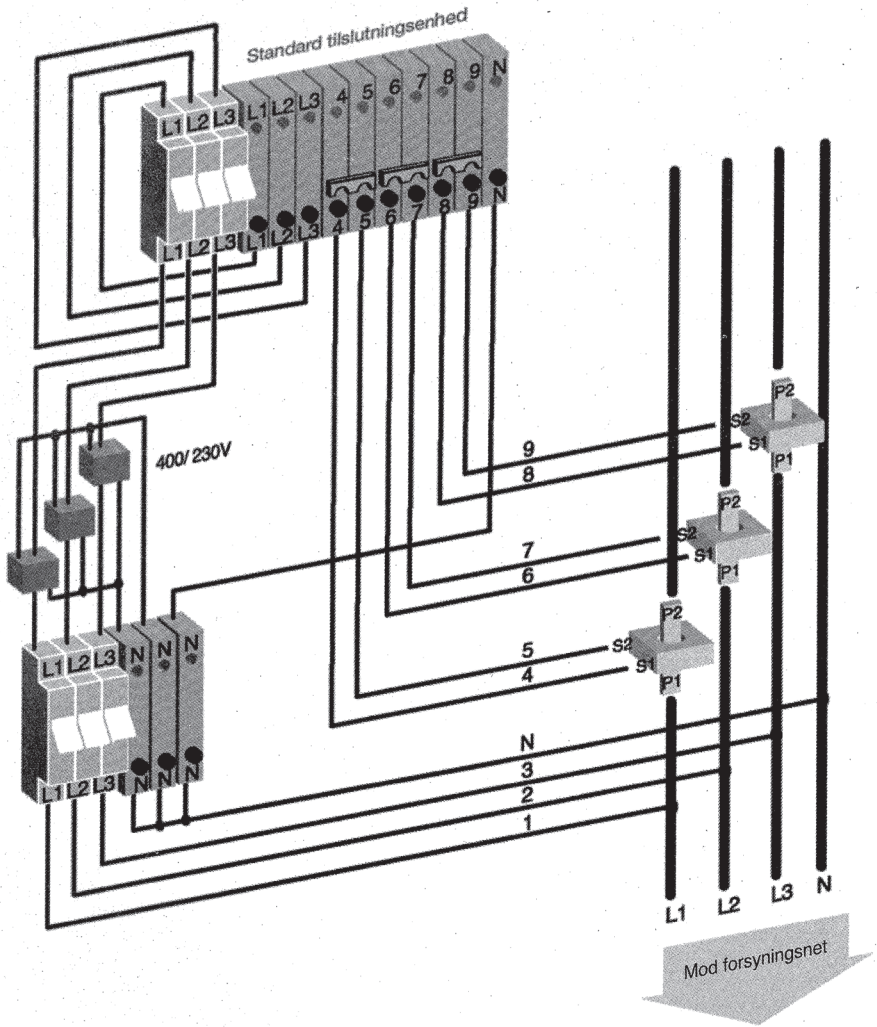 Standard tilslutningsenhed
L1 L2 L3 L1 L2 L3 4 5 6 7 8 9 N
L1 L2 L3 L1 L2 L3 4 5 6 7 8 9 N
400/230V
P2
S2
S1
P1
9
8
P2
S2
S1
P1
7
6
P2
S2
S1
P1
5
4
L1 L2 L3 N N N
L1 L2 L3 N N N
N
3
2
1
L1 L2 L3 N
Mod forsyningsnet